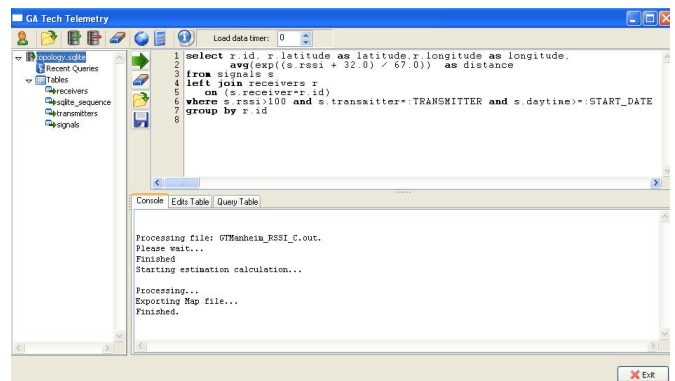 GA Tech Telemetry
Load data timer: 0
topology.sqlite
Recent Queries
Tables
receivers
sqlite_sequence
transmitters
signals
1 select r.id, r.latitude as latitude,r.longitude as longitude,
2 avg(exp((s.rssi + 32.0) / 67.0)) as distance
3 from signals s
4 left join receivers r
5 on (s.receiver=r.id)
6 where s.rssi>100 and s.transmitter=:TRANSMITTER and s.daytime>=:START_DATE
7 group by r.id
8
Console Edits Table Query Table
Processing file: GTManheim_RSSI_C.out.
Please wait...
Finished
Starting estimation calculation...
Processing...
Exporting Map file...
Finished.
Exit